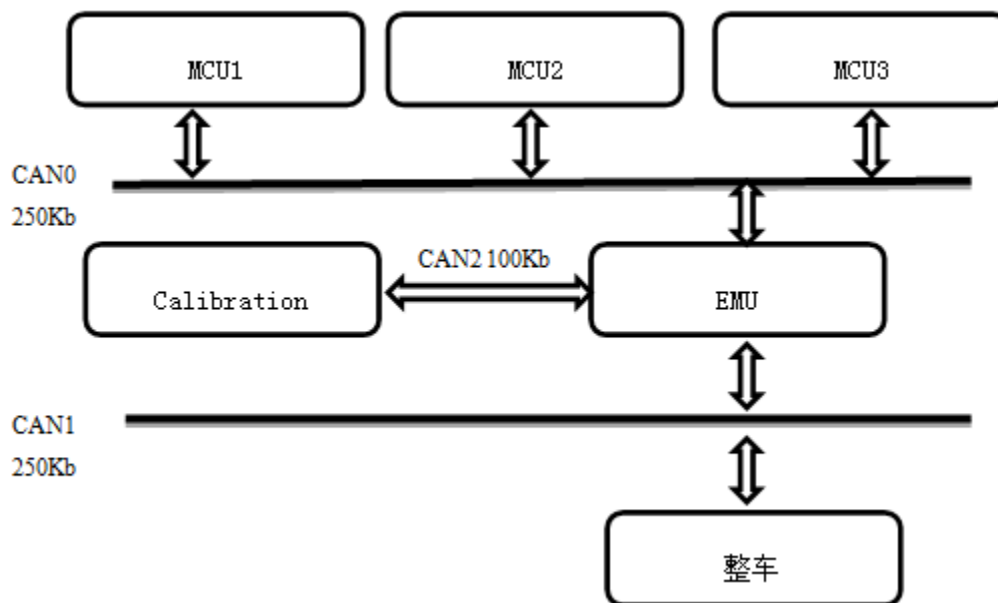 MCU1
MCU2
MCU3
CAN0
250Kb
CAN2 100Kb
Calibration
EMU
CAN1
250Kb
整车